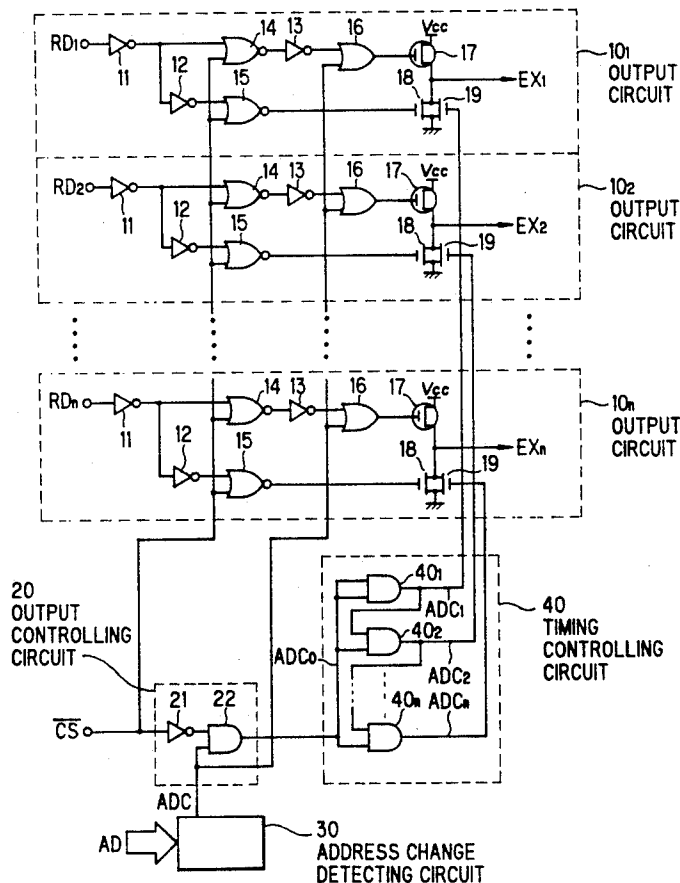 14 13 16 Vcc
RD1 17
11 12 15 18 19 EX1
10₁
OUTPUT
CIRCUIT
14 13 16 17 Vcc
RD2
11 12 15 18 19 EX2
10₂
OUTPUT
CIRCUIT
14 13 16 17 Vcc
RDn
11 12 15 18 19 EXn
10n
OUTPUT
CIRCUIT
20
OUTPUT
CONTROLLING
CIRCUIT
40₁
ADC1
40₂
ADC0
ADC2
40n
ADCn
40
TIMING
CONTROLLING
CIRCUIT
21 22
C̅S̅
ADC
AD
30
ADDRESS CHANGE
DETECTING CIRCUIT